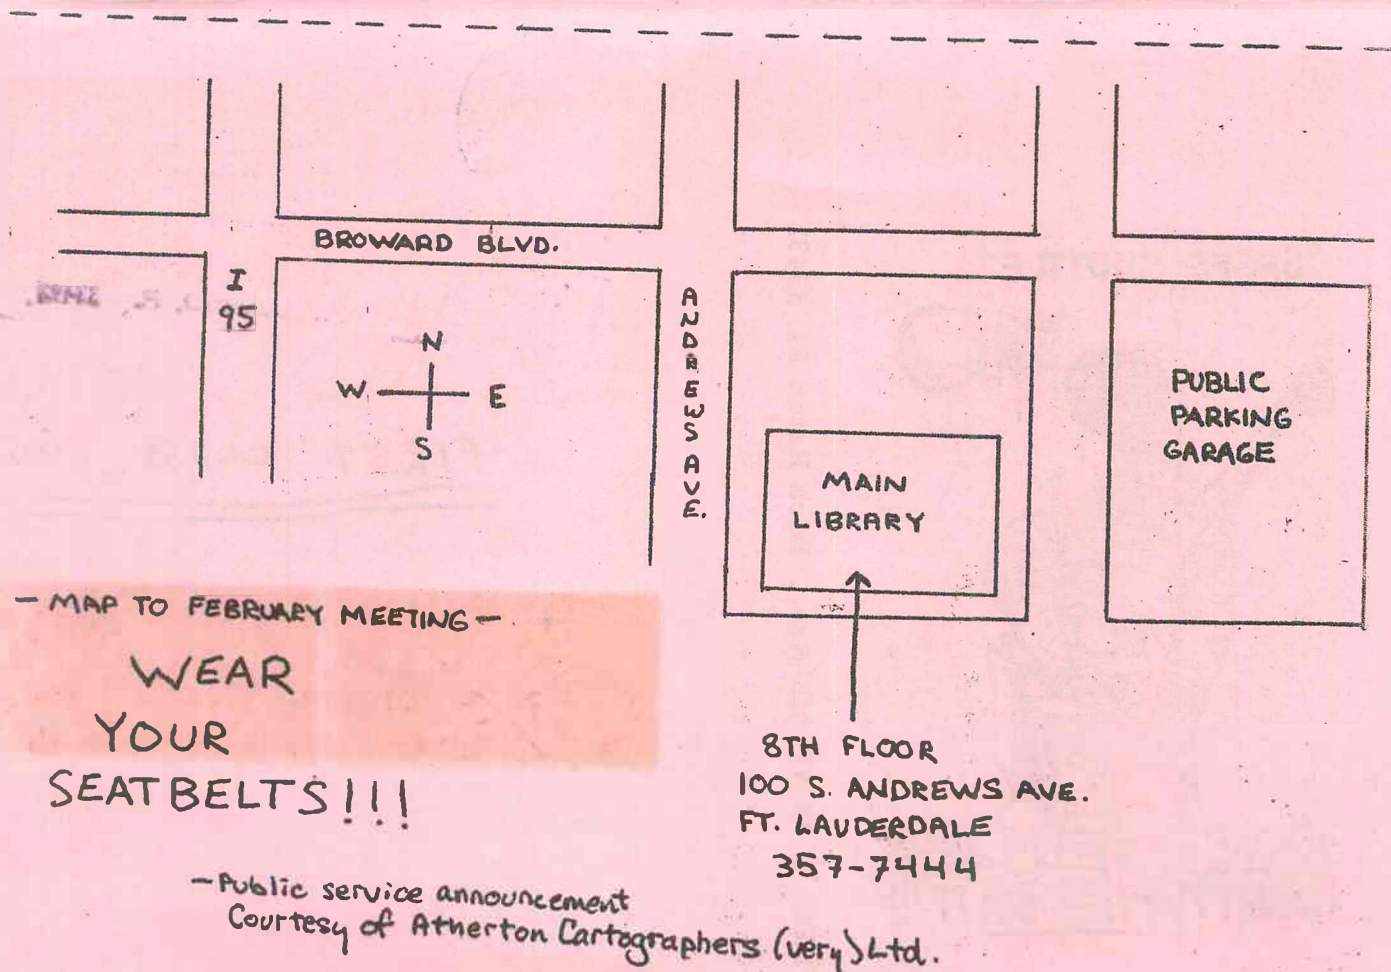 BROWARD BLVD.
I
95
N
W E
S
ANDREWS AVE.
MAIN
LIBRARY
PUBLIC
PARKING
GARAGE
- MAP TO FEBRUARY MEETING -
WEAR
YOUR
SEATBELTS!!!
8TH FLOOR
100 S. ANDREWS AVE.
FT. LAUDERDALE
357-7444
- Public service announcement
Courtesy of Atherton Cartographers (very) Ltd.